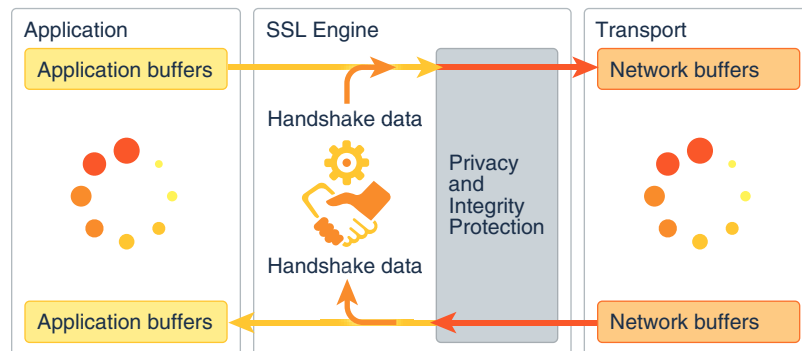 Application
SSL Engine
Transport
Application buffers
Network buffers
Handshake data
Privacy
and
Integrity
Protection
Handshake data
Application buffers
Network buffers